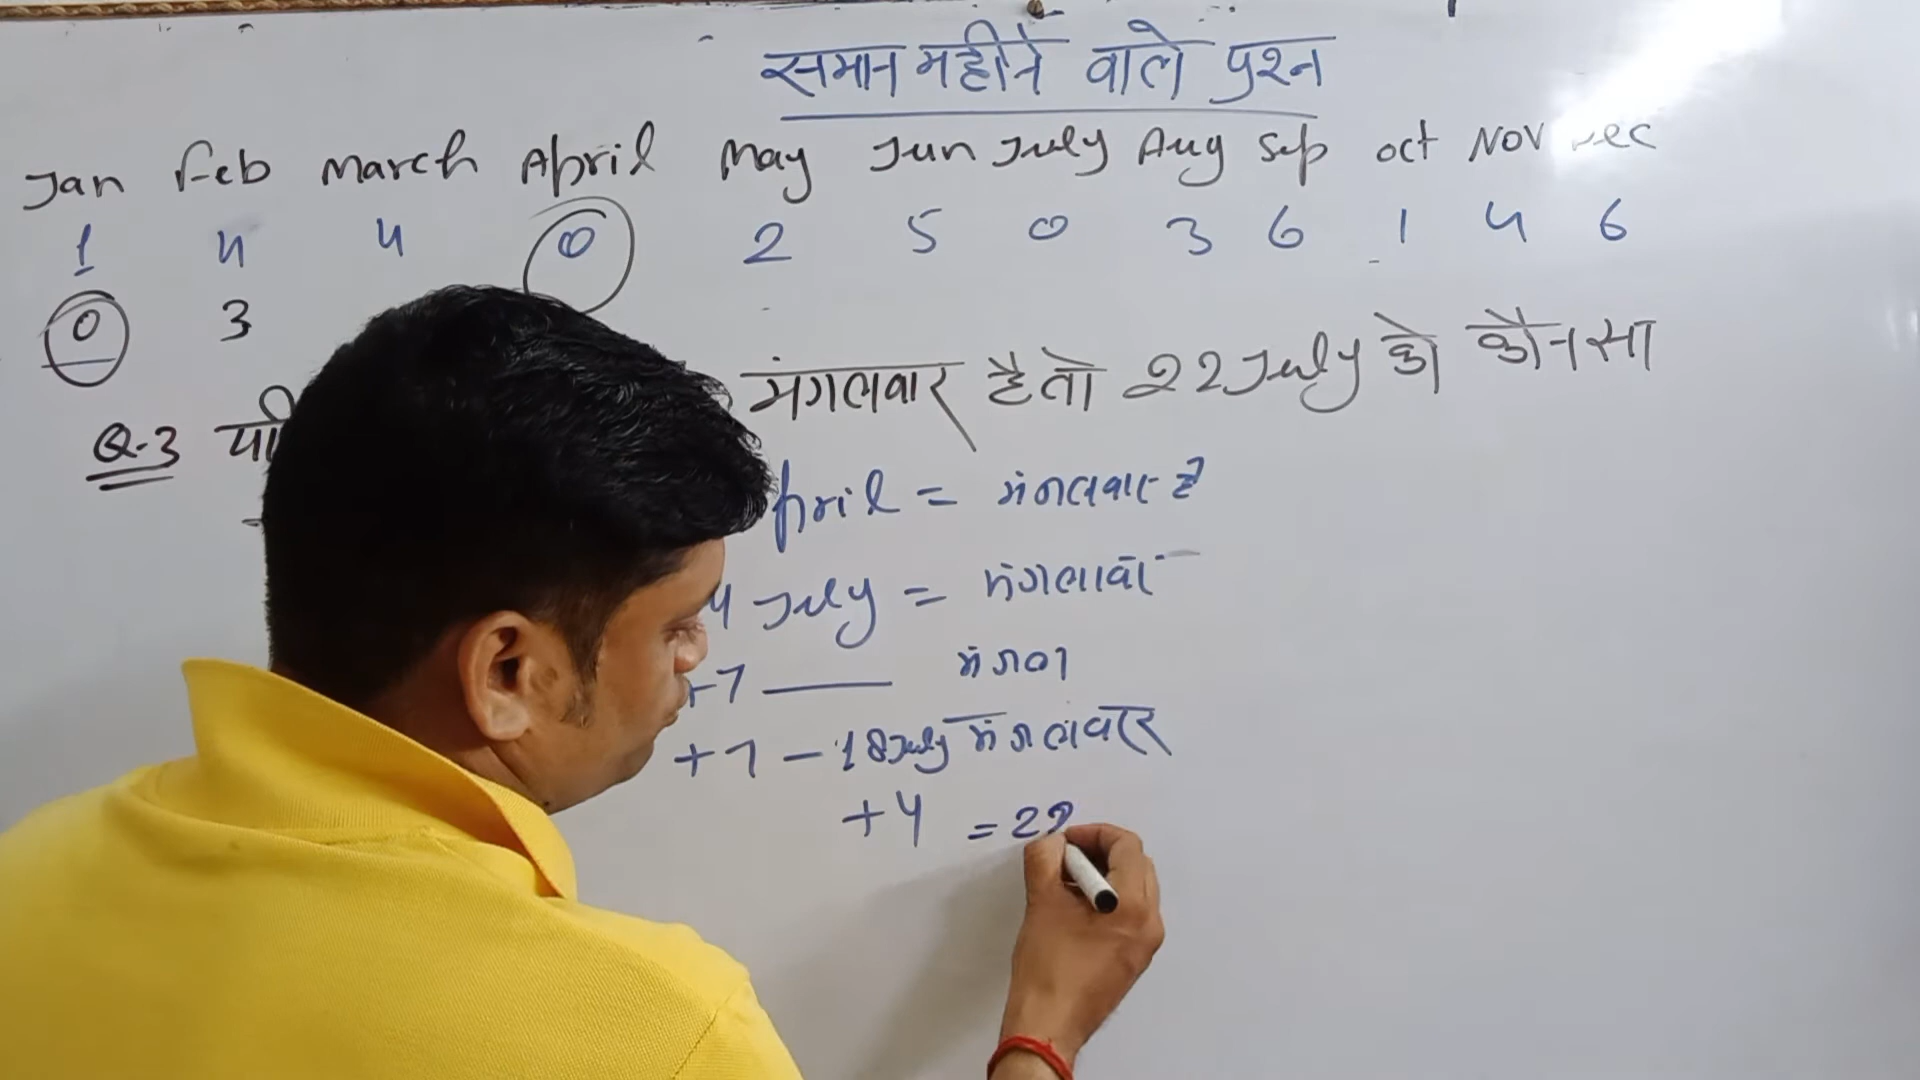 समान महीने वाले प्रश्न
Jan Feb March April May Jun July Aug Sep oct NOV Dec
1 4 4 0 2 5 0 3 6 1 4 6
0 3
Q.3 मंगलवार है तो 22 July को कौन सा
pril = मंगलवार है
4 July = मंगलवार
+7 —— मंगल
+7 – 18 July मंगलवार
+4 = 22